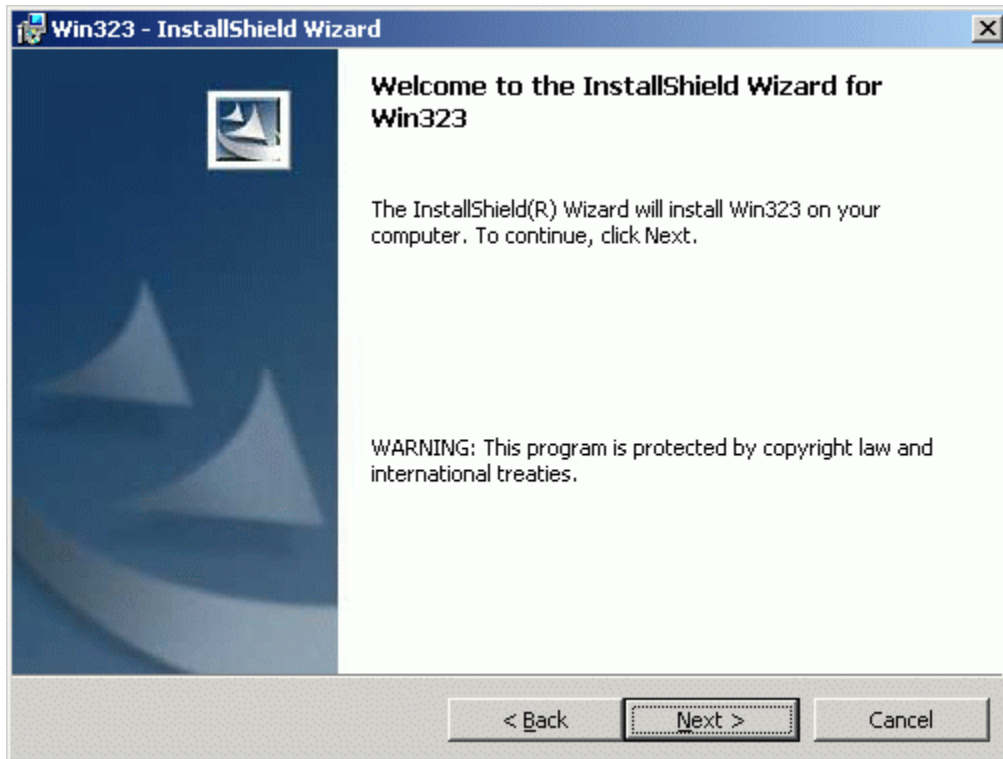 Win323 - InstallShield Wizard
Welcome to the InstallShield Wizard for
Win323
The InstallShield(R) Wizard will install Win323 on your
computer. To continue, click Next.
WARNING: This program is protected by copyright law and
international treaties.
< Back Next > Cancel